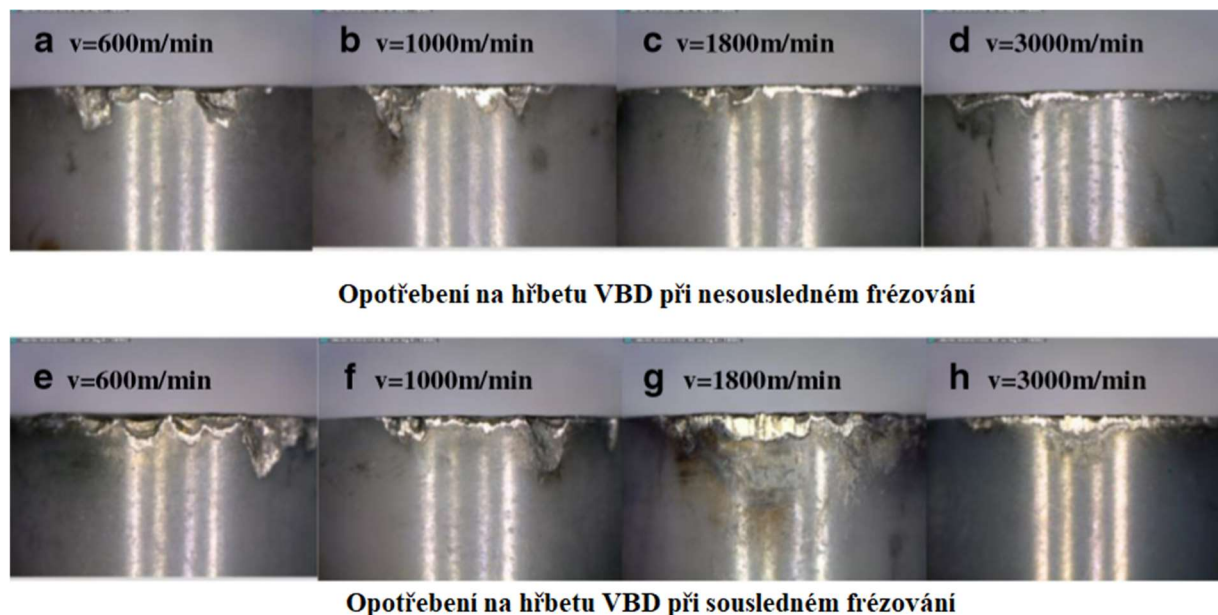 a v=600m/min
b v=1000m/min
c v=1800m/min
d v=3000m/min
Opotřebení na hřbetu VBD při nesousledném frézování
e v=600m/min
f v=1000m/min
g v=1800m/min
h v=3000m/min
Opotřebení na hřbetu VBD při sousledném frézování